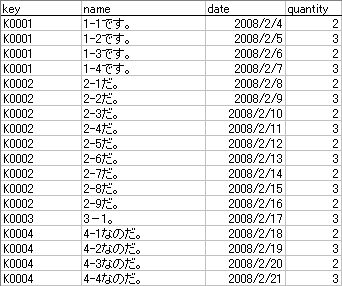 key name date quantity
K0001 1-1です。 2008/2/4 2
K0001 1-2です。 2008/2/5 3
K0001 1-3です。 2008/2/6 2
K0001 1-4です。 2008/2/7 3
K0002 2-1だ。 2008/2/8 2
K0002 2-2だ。 2008/2/9 3
K0002 2-3だ。 2008/2/10 2
K0002 2-4だ。 2008/2/11 3
K0002 2-5だ。 2008/2/12 2
K0002 2-6だ。 2008/2/13 3
K0002 2-7だ。 2008/2/14 2
K0002 2-8だ。 2008/2/15 3
K0002 2-9だ。 2008/2/16 2
K0003 3－1。 2008/2/17 3
K0004 4-1なのだ。 2008/2/18 2
K0004 4-2なのだ。 2008/2/19 3
K0004 4-3なのだ。 2008/2/20 2
K0004 4-4なのだ。 2008/2/21 3